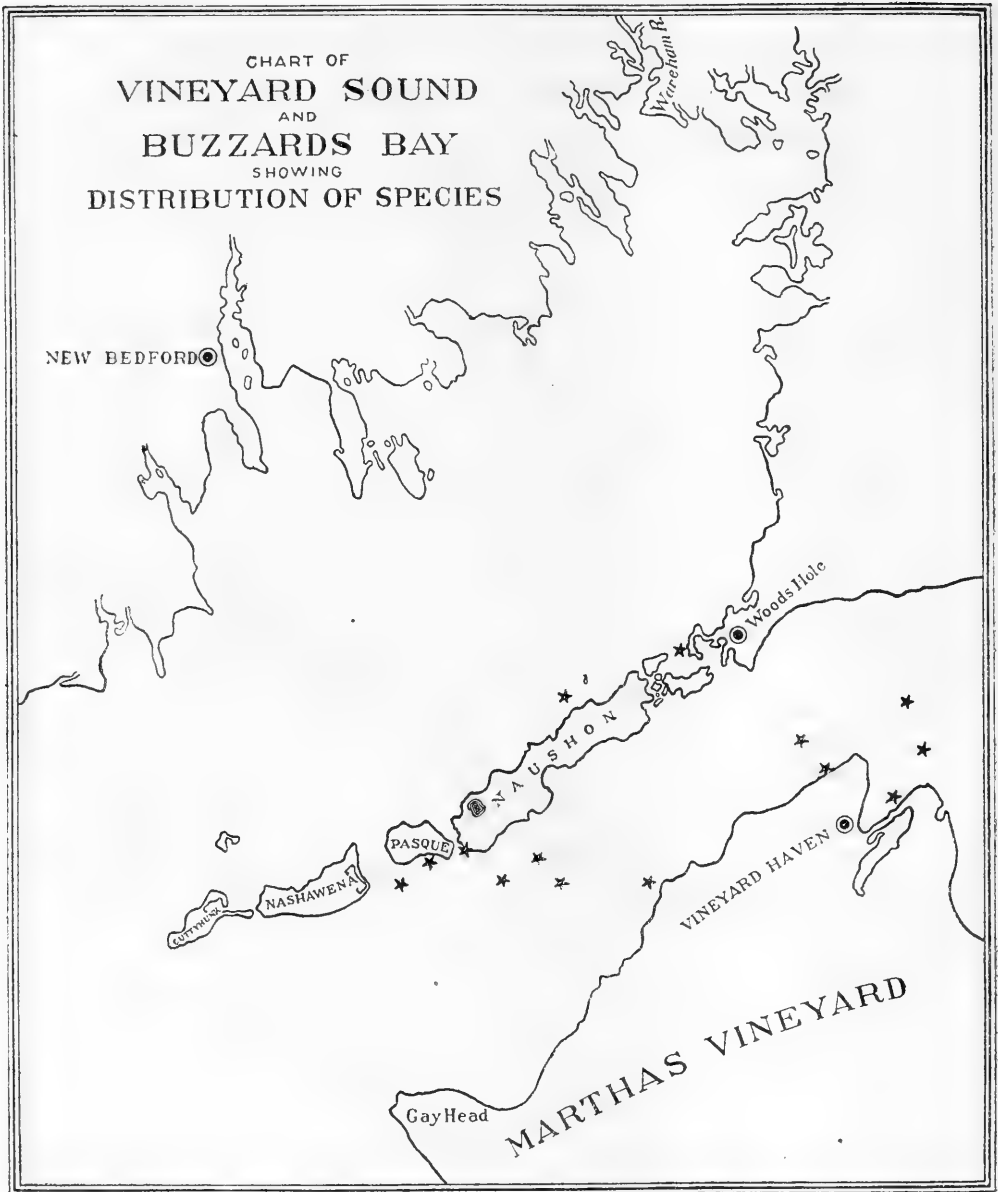 CHART OF
VINEYARD SOUND
AND
BUZZARDS BAY
SHOWING
DISTRIBUTION OF SPECIES
Wareham R.
NEW BEDFORD
Woods Hole
NAUSHON
PASQUE
NASHAWENA
CUTTYHUNK
VINEYARD HAVEN
MARTHAS VINEYARD
Gay Head